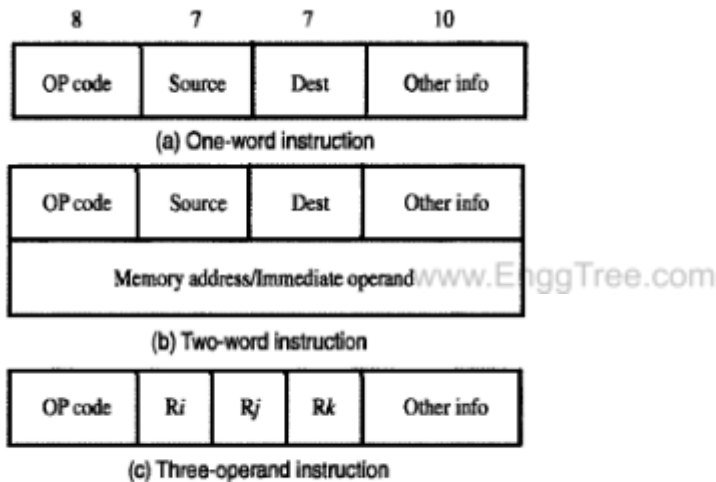 8 7 7 10
OP code Source Dest Other info
(a) One-word instruction
OP code Source Dest Other info
Memory address/Immediate operand
www.EnggTree.com
(b) Two-word instruction
OP code Ri Rj Rk Other info
(c) Three-operand instruction